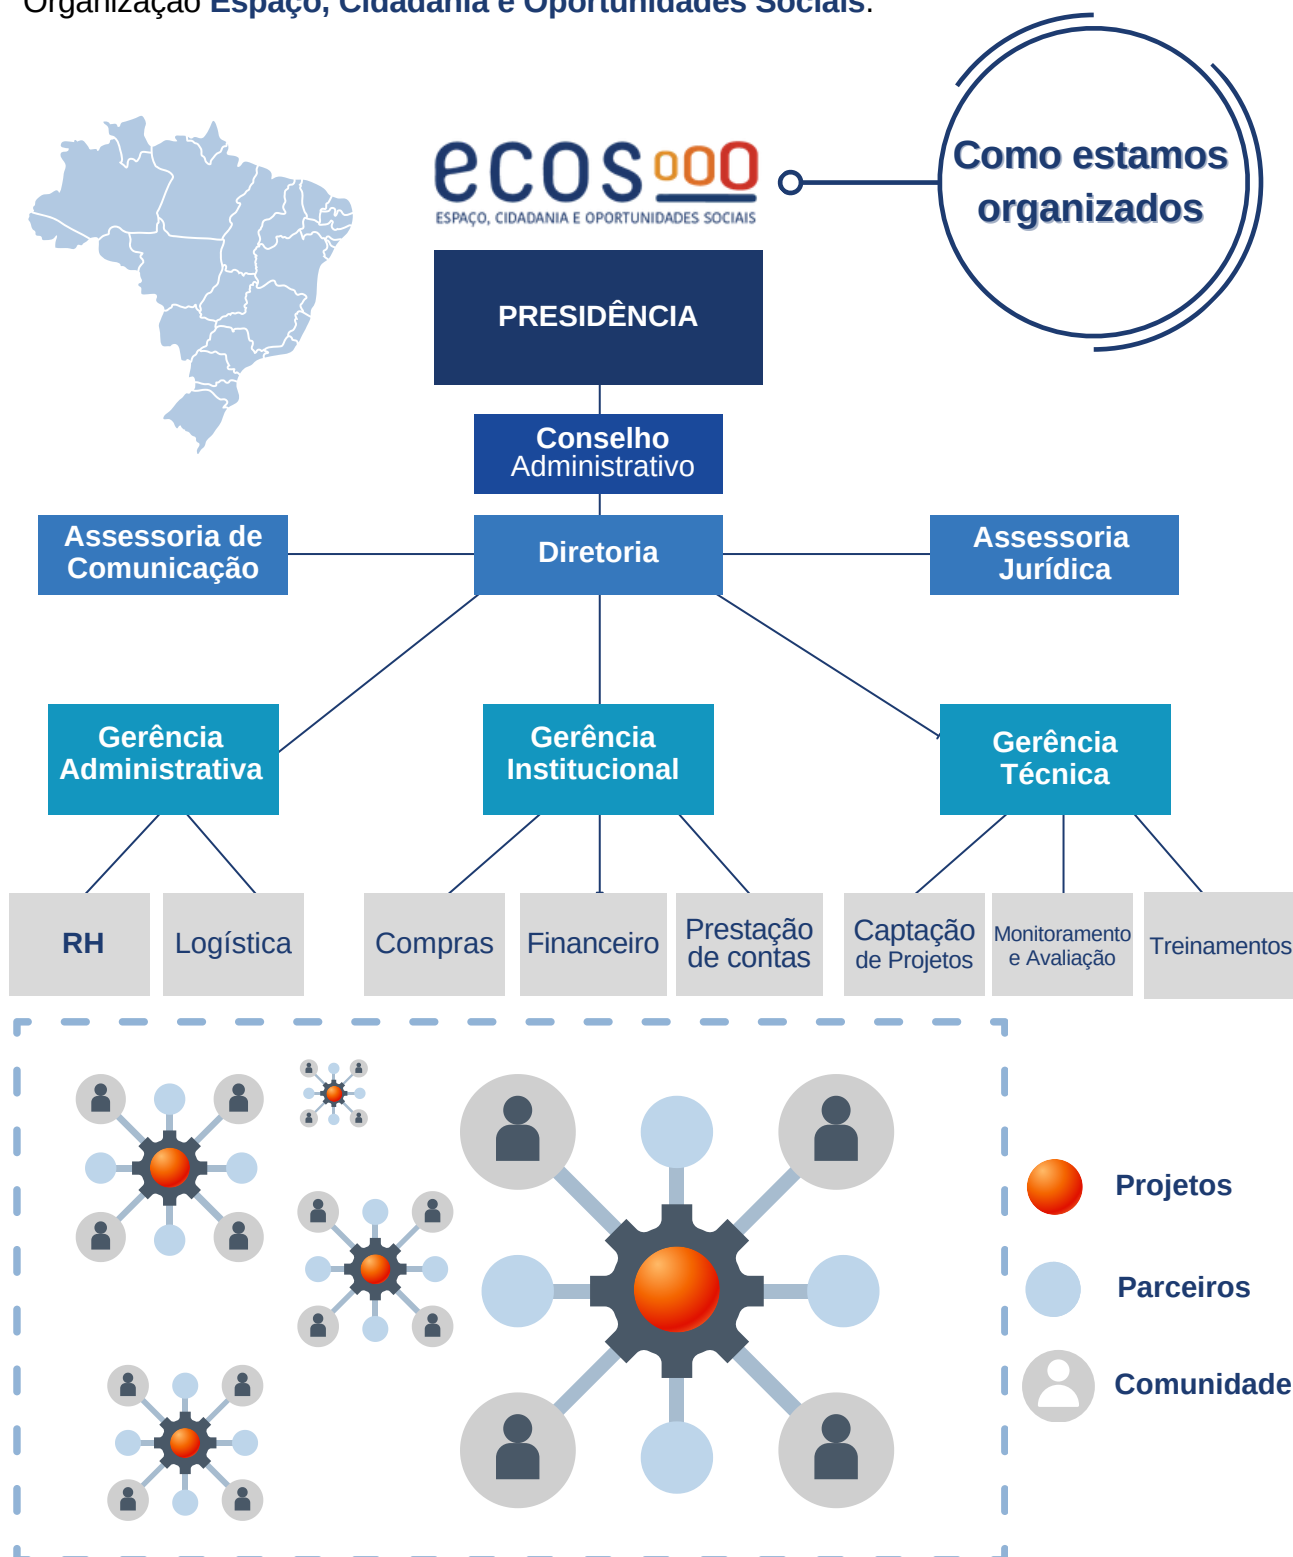 Organização Espaço, Cidadania e Oportunidades Sociais.
ecos
ESPAÇO, CIDADANIA E OPORTUNIDADES SOCIAIS
Como estamos
organizados
PRESIDÊNCIA
Conselho
Administrativo
Assessoria de
Comunicação
Diretoria
Assessoria
Jurídica
Gerência
Administrativa
Gerência
Institucional
Gerência
Técnica
RH
Logística
Compras
Financeiro
Prestação
de contas
Captação
de Projetos
Monitoramento
e Avaliação
Treinamentos
Projetos
Parceiros
Comunidade